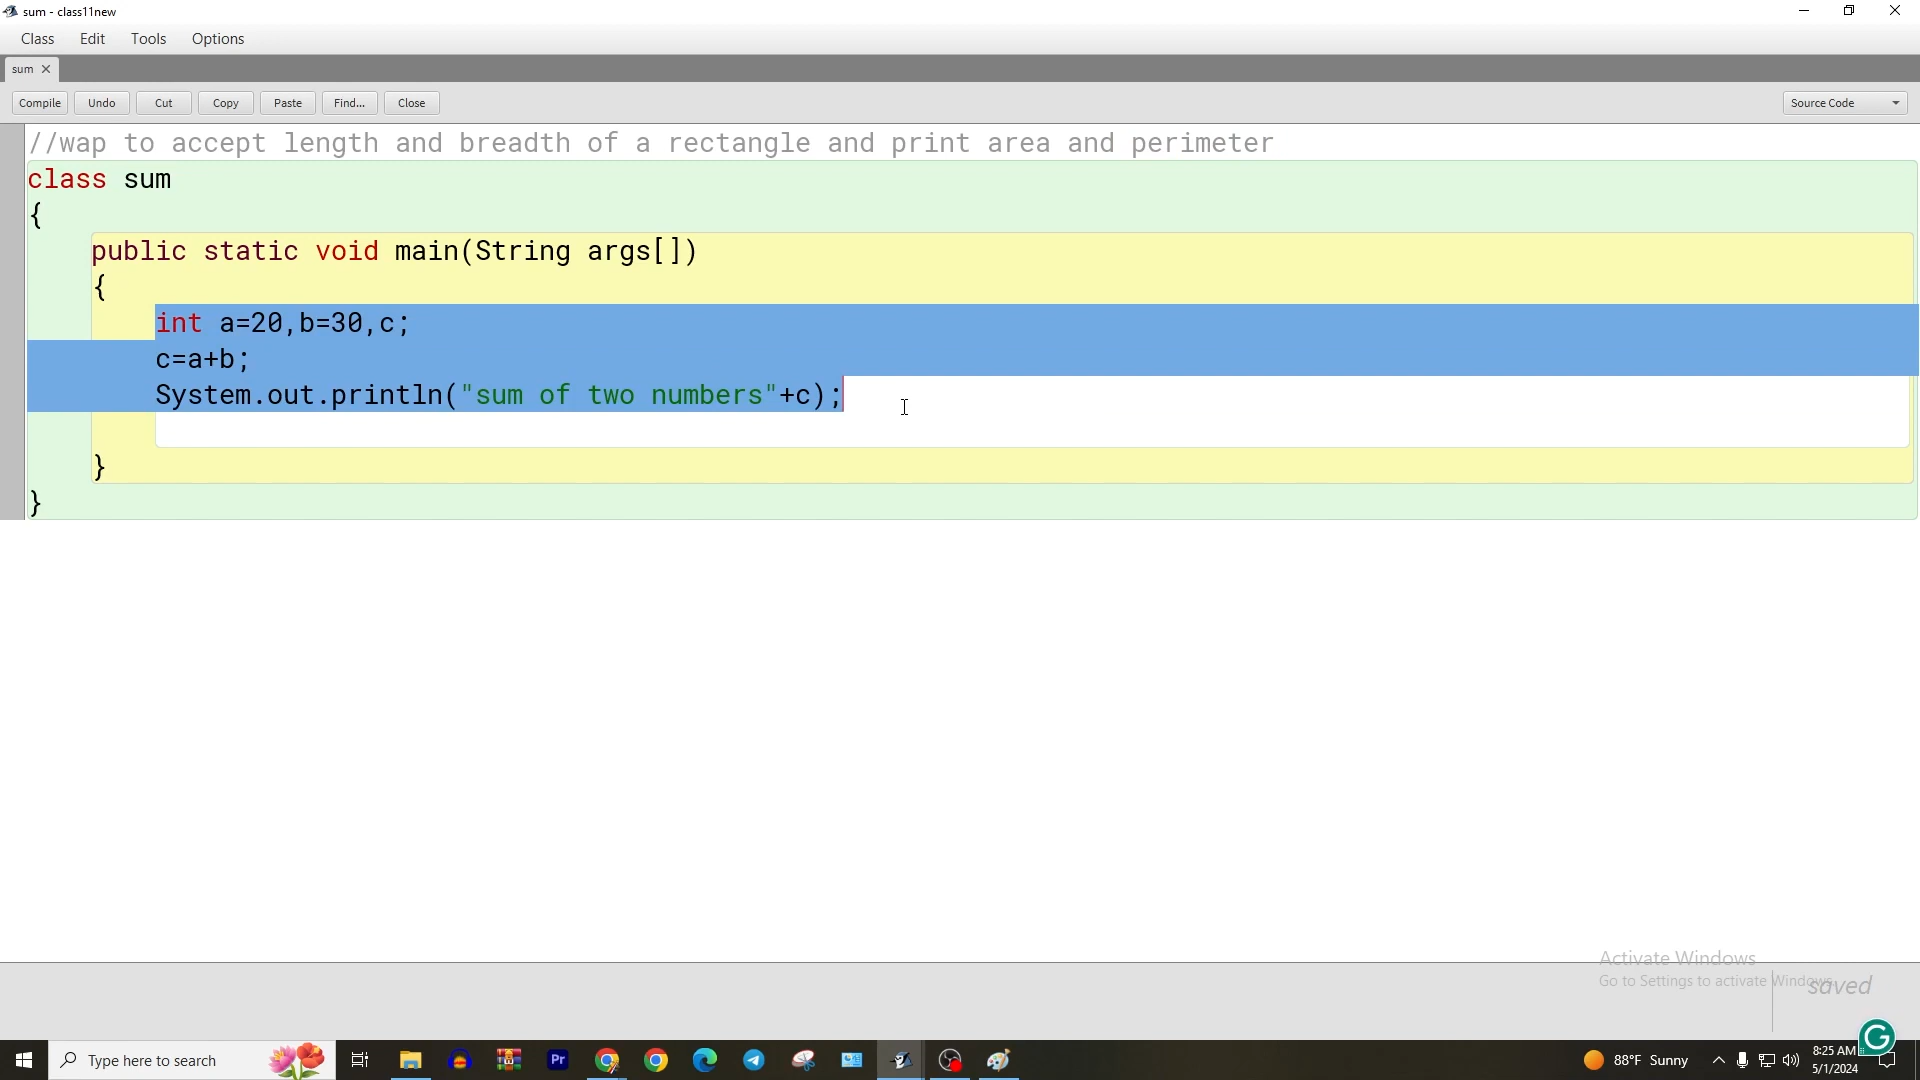 sum - class11new
Class Edit Tools Options
sum
Compile Undo Cut Copy Paste Find... Close Source Code
//wap to accept length and breadth of a rectangle and print area and perimeter
class sum
{
public static void main(String args[])
{
int a=20,b=30,c;
c=a+b;
System.out.println("sum of two numbers"+c);
}
}
Activate Windows
Go to Settings to activate Windows.
saved
Type here to search
Pr
88°F Sunny
8:25 AM
5/1/2024